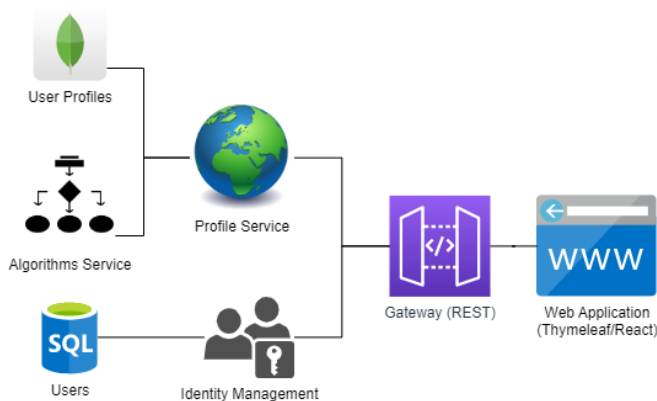 User Profiles
Algorithms Service
Profile Service
SQL
Users
Identity Management
</>
Gateway (REST)
WWW
Web Application
(Thymeleaf/React)